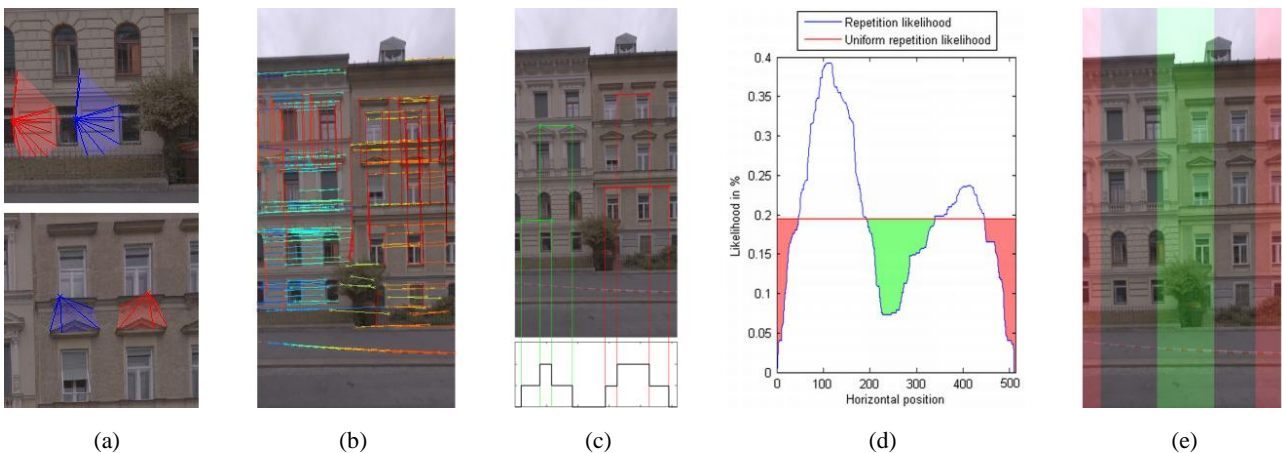 Repetition likelihood
Uniform repetition likelihood
Likelihood in %
0.4
0.35
0.3
0.25
0.2
0.15
0.1
0.05
0
0 100 200 300 400 500
Horizontal position
(a) (b) (c) (d) (e)